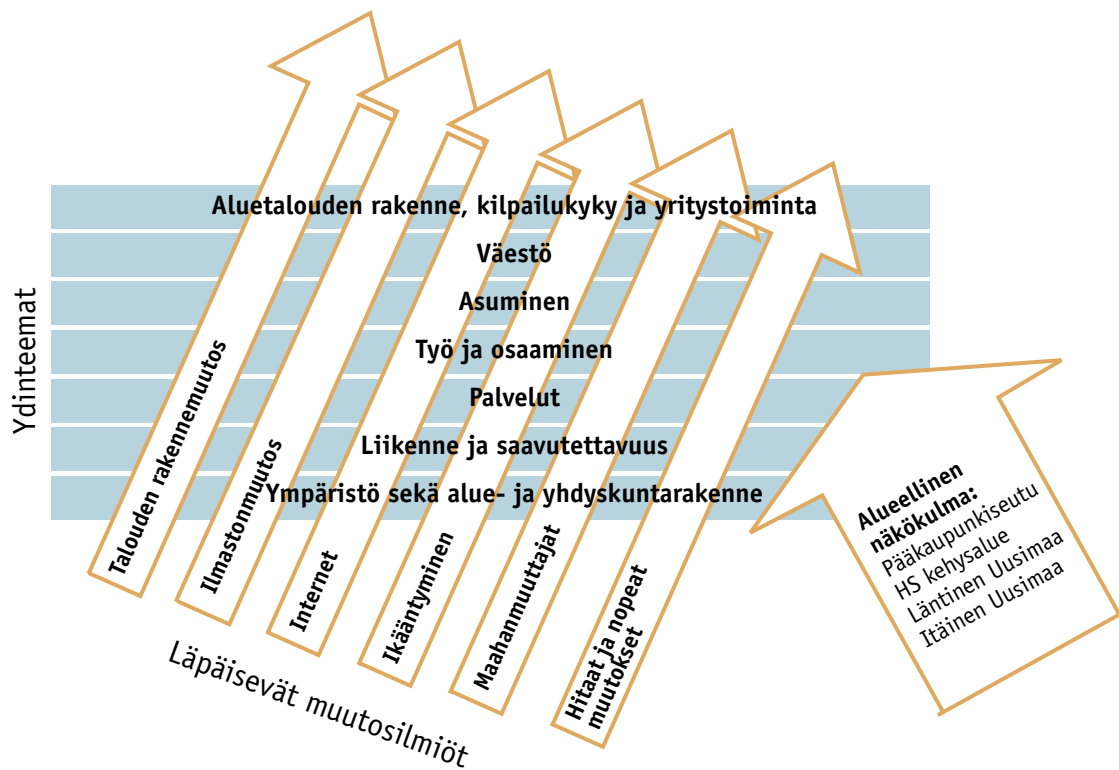 Ydinteemat
Aluetalouden rakenne, kilpailukyky ja yritystoiminta
Väestö
Asuminen
Työ ja osaaminen
Palvelut
Liikenne ja saavutettavuus
Ympäristö sekä alue- ja yhdyskuntarakenne
Talouden rakennemuutos
Ilmastonmuutos
Internet
Ikääntyminen
Maahanmuuttajat
Hitaat ja nopeat
muutokset
Läpäisevät muutosilmiöt
Alueellinen
näkökulma:
Pääkaupunkiseutu
HS kehysalue
Läntinen Uusimaa
Itäinen Uusimaa